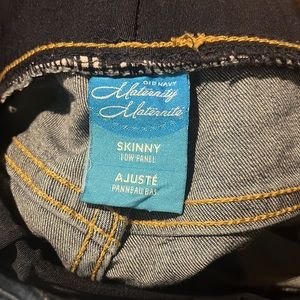 OLD NAVY
Maternity
Maternité
SKINNY
LOW PANEL
AJUSTÉ
PANNEAU BAS